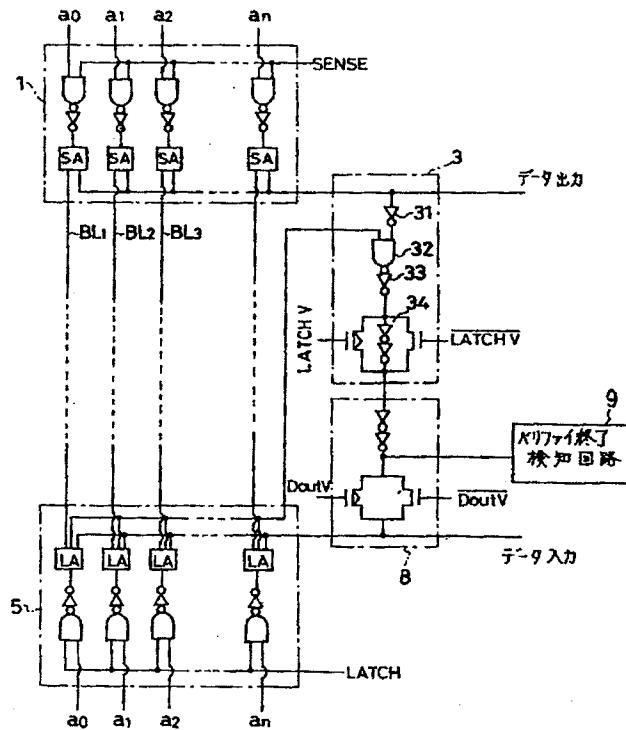 a0 a1 a2 an
SENSE
1
SA SA SA SA
3
データ出力
31
BL1 BL2 BL3
32
33
34
LATCH V
LATCH V
9
ベリファイ終了
検知回路
DoutV
DoutV
LA LA LA LA
データ入力
8
5
LATCH
a0 a1 a2 an